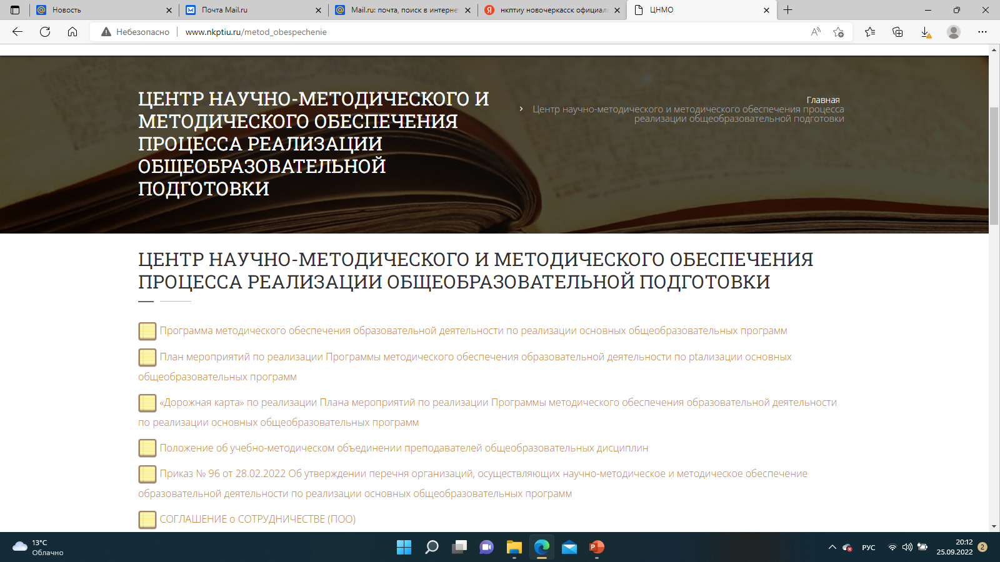 Новость
Почта Mail.ru
Mail.ru: почта, поиск в интерне
нкптиу новочеркасск официал
ЦНМО
Небезопасно
www.nkptiu.ru/metod_obespechenie
ЦЕНТР НАУЧНО-МЕТОДИЧЕСКОГО И
МЕТОДИЧЕСКОГО ОБЕСПЕЧЕНИЯ
ПРОЦЕССА РЕАЛИЗАЦИИ
ОБЩЕОБРАЗОВАТЕЛЬНОЙ
ПОДГОТОВКИ
Главная
Центр научно-методического и методического обеспечения процесса
реализации общеобразовательной подготовки
ЦЕНТР НАУЧНО-МЕТОДИЧЕСКОГО И МЕТОДИЧЕСКОГО ОБЕСПЕЧЕНИЯ
ПРОЦЕССА РЕАЛИЗАЦИИ ОБЩЕОБРАЗОВАТЕЛЬНОЙ ПОДГОТОВКИ
Программа методического обеспечения образовательной деятельности по реализации основных общеобразовательных программ
План мероприятий по реализации Программы методического обеспечения образовательной деятельности по рtализации основных
общеобразовательных программ
«Дорожная карта» по реализации Плана мероприятий по реализации Программы методического обеспечения образовательной деятельности
по реализации основных общеобразовательных программ
Положение об учебно-методическом объединении преподавателей общеобразовательных дисциплин
Приказ № 96 от 28.02.2022 Об утверждении перечня организаций, осуществляющих научно-методическое и методическое обеспечение
образовательной деятельности по реализации основных общеобразовательных программ
СОГЛАШЕНИЕ о СОТРУДНИЧЕСТВЕ (ПОО)
13°C
Облачно
РУС
20:12
25.09.2022
2